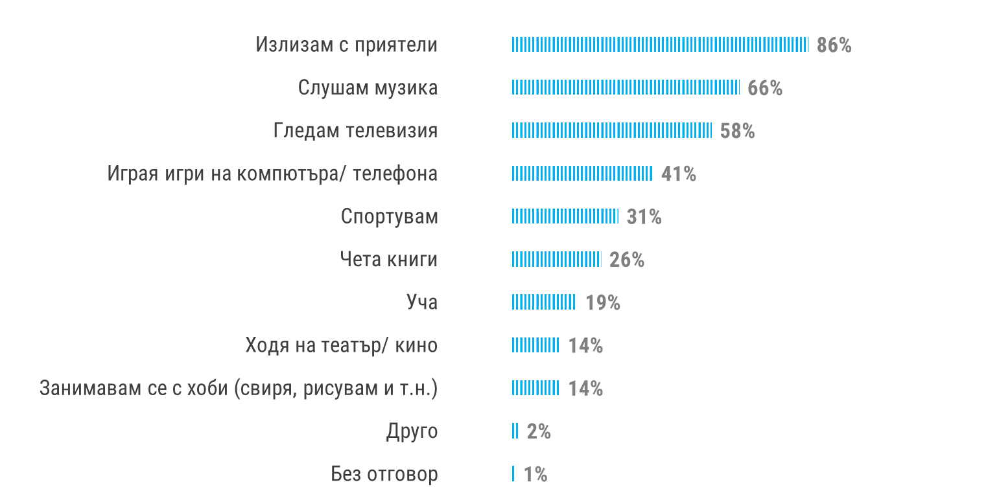 Излизам с приятели 86%
Слушам музика 66%
Гледам телевизия 58%
Играя игри на компютъра/ телефона 41%
Спортувам 31%
Чета книги 26%
Уча 19%
Ходя на театър/ кино 14%
Занимавам се с хоби (свиря, рисувам и т.н.) 14%
Друго 2%
Без отговор 1%